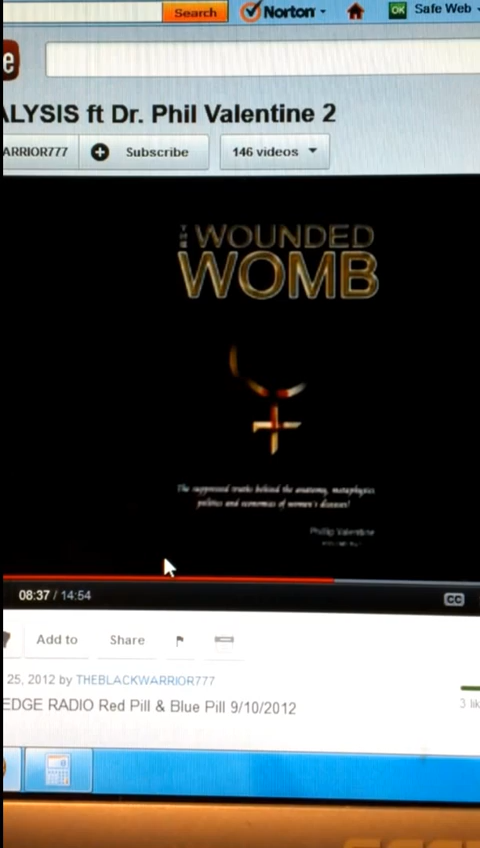 Search Norton OK Safe Web
e
ALYSIS ft Dr. Phil Valentine 2
ARRIOR777 Subscribe 146 videos
THE WOUNDED
WOMB
The suppressed truths behind the anatomy, metaphysics
politics and economics of women's diseases!
Phillip Valentine
08:37 / 14:54 CC
Add to Share
25, 2012 by THEBLACKWARRIOR777
3 lik
EDGE RADIO Red Pill & Blue Pill 9/10/2012